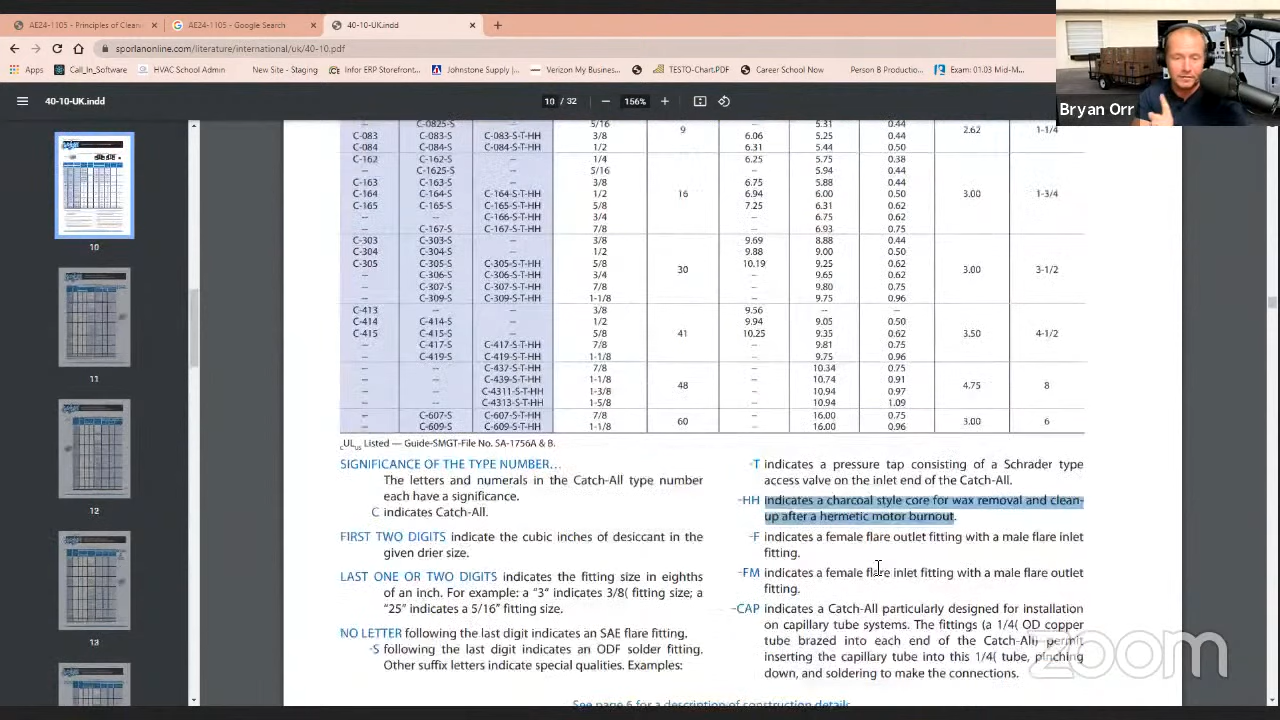 AE24-1105 - Principles of Clean
AE24-1105 - Google Search
40-10-UK.indd
sporlanonline.com/literature/international/uk/40-10.pdf
Apps
Call_In_Software
HVAC School Admin
New Site - Staging
Infor ERP Storefront...
Johnstone Supply |...
Verizon My Business...
TESTO-Chart.PDF
Career School Now
Person B Productio...
Exam: 01.03 Mid-M...
Bryan Orr
40-10-UK.indd
10 / 32
156%
10
11
12
13
C-0825-S 5/16 5.31 0.44
C-083 C-083-S C-083-S-T-HH 3/8 9 6.06 5.25 0.44 2.62 1-1/4
C-084 C-084-S C-084-S-T-HH 1/2 6.31 5.44 0.50
C-162 C-162-S -- 1/4 6.25 5.75 0.38
-- C-1625-S -- 5/16 -- 5.94 0.44
C-163 C-163-S -- 3/8 6.75 5.88 0.44
C-164 C-164-S C-164-S-T-HH 1/2 16 6.94 6.00 0.50 3.00 1-3/4
C-165 C-165-S C-165-S-T-HH 5/8 7.25 6.31 0.62
-- -- C-166-S-T-HH 3/4 -- 6.75 0.62
-- C-167-S C-167-S-T-HH 7/8 -- 6.93 0.75
C-303 C-303-S -- 3/8 9.69 8.88 0.44
C-304 C-304-S -- 1/2 9.88 9.00 0.50
C-305 C-305-S C-305-S-T-HH 5/8 30 10.19 9.25 0.62 3.00 3-1/2
-- C-306-S C-306-S-T-HH 3/4 -- 9.65 0.62
-- C-307-S C-307-S-T-HH 7/8 -- 9.80 0.75
-- C-309-S C-309-S-T-HH 1-1/8 -- 9.75 0.96
C-413 -- -- 3/8 9.56 -- --
C-414 C-414-S -- 1/2 9.94 9.05 0.50
C-415 C-415-S -- 5/8 41 10.25 9.35 0.62 3.50 4-1/2
-- C-417-S C-417-S-T-HH 7/8 -- 9.81 0.75
-- C-419-S C-419-S-T-HH 1-1/8 -- 9.75 0.96
-- -- C-437-S-T-HH 7/8 10.34 0.75
-- -- C-439-S-T-HH 1-1/8 48 -- 10.74 0.91 4.75 8
-- -- C-4311-S-T-HH 1-3/8 10.94 0.97
-- -- C-4313-S-T-HH 1-5/8 10.94 1.09
-- C-607-S C-607-S-T-HH 7/8 60 -- 16.00 0.75 3.00 6
-- C-609-S C-609-S-T-HH 1-1/8 -- 16.00 0.96
cULus Listed — Guide-SMGT-File No. SA-1756A & B.
SIGNIFICANCE OF THE TYPE NUMBER…
The letters and numerals in the Catch-All type number
each have a significance.
C indicates Catch-All.
FIRST TWO DIGITS indicate the cubic inches of desiccant in the
given drier size.
LAST ONE OR TWO DIGITS indicates the fitting size in eighths
of an inch. For example: a "3" indicates 3/8( fitting size; a
"25" indicates a 5/16" fitting size.
NO LETTER following the last digit indicates an SAE flare fitting.
-S following the last digit indicates an ODF solder fitting.
Other suffix letters indicate special qualities. Examples:
-T indicates a pressure tap consisting of a Schrader type
access valve on the inlet end of the Catch-All.
-HH indicates a charcoal style core for wax removal and clean-
up after a hermetic motor burnout.
-F indicates a female flare outlet fitting with a male flare inlet
fitting.
-FM indicates a female flare inlet fitting with a male flare outlet
fitting.
-CAP indicates a Catch-All particularly designed for installation
on capillary tube systems. The fittings (a 1/4( OD copper
tube brazed into each end of the Catch-All) permit
inserting the capillary tube into this 1/4( tube, pinching
down, and soldering to make the connections.
See page 6 for a description of construction details
zoom